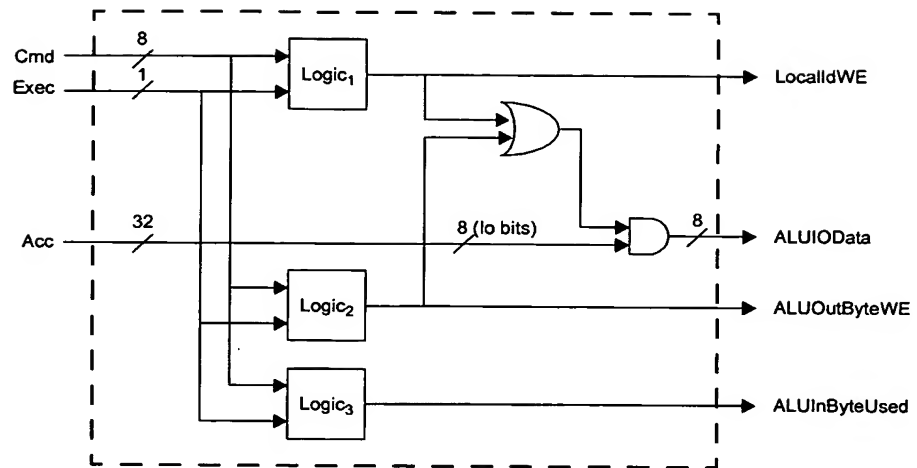 Cmd
8
Exec
1
Logic₁
LocalIdWE
Acc
32
8 (lo bits)
8
ALUIOData
Logic₂
ALUOutByteWE
Logic₃
ALUInByteUsed